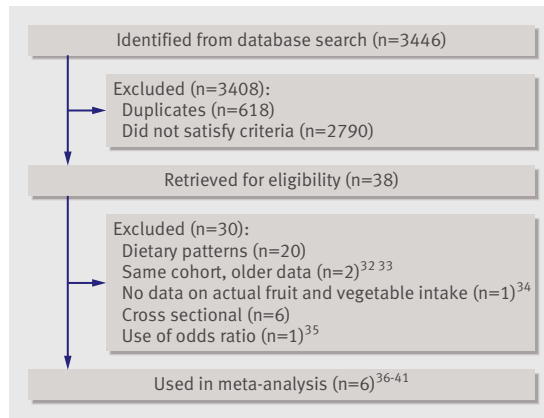 Identified from database search (n=3446)
Excluded (n=3408):
Duplicates (n=618)
Did not satisfy criteria (n=2790)
Retrieved for eligibility (n=38)
Excluded (n=30):
Dietary patterns (n=20)
Same cohort, older data (n=2)32 33
No data on actual fruit and vegetable intake (n=1)34
Cross sectional (n=6)
Use of odds ratio (n=1)35
Used in meta-analysis (n=6)36-41